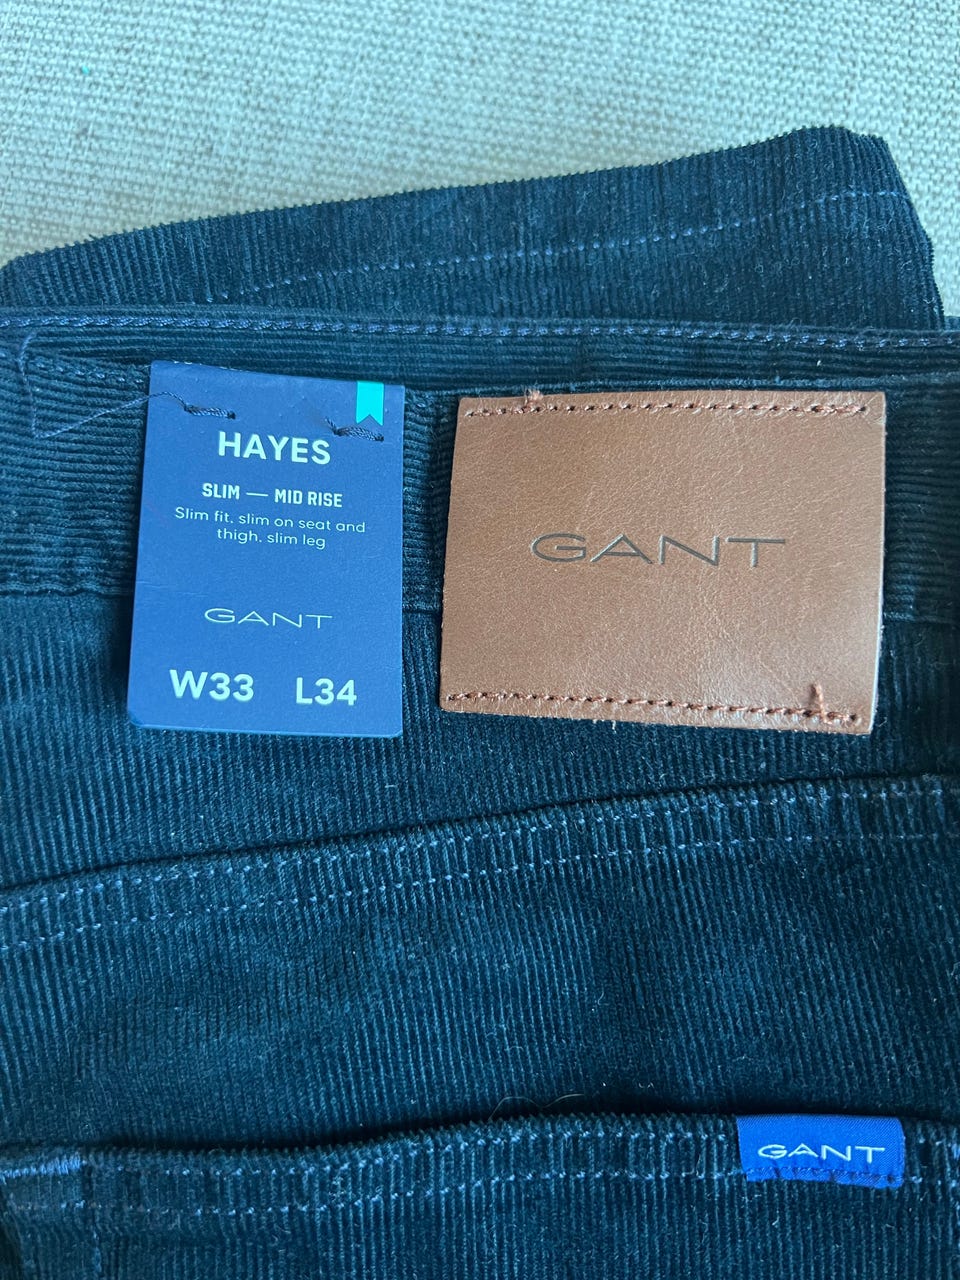 HAYES
SLIM — MID RISE
Slim fit. slim on seat and
thigh. slim leg
GANT
W33 L34
GANT
GANT